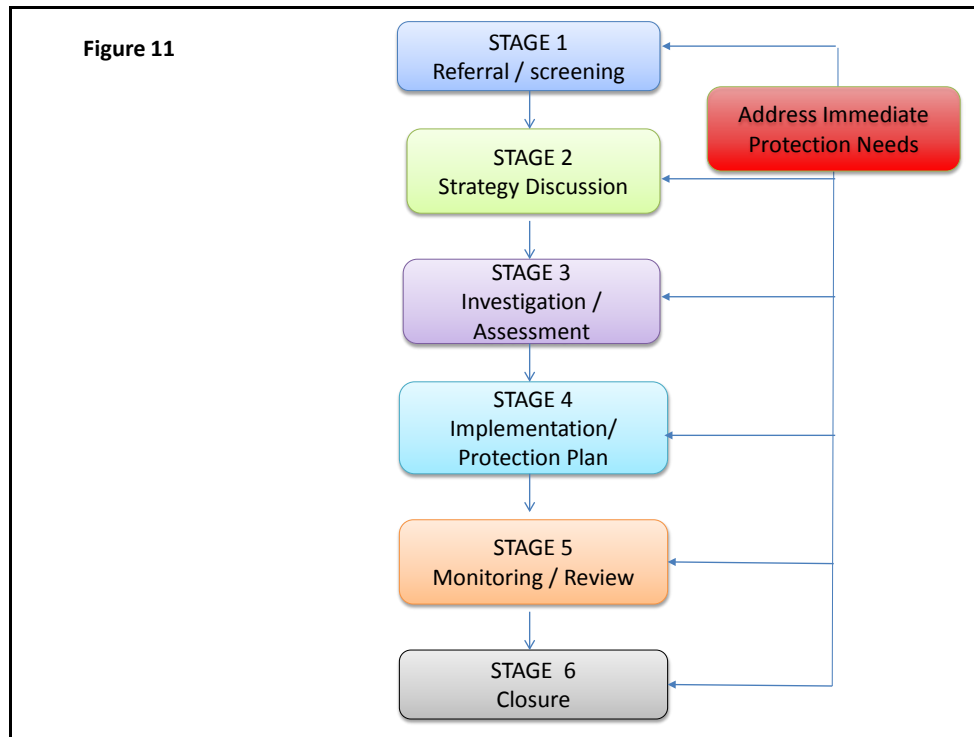 Figure 11
STAGE 1
Referral / screening
Address Immediate
Protection Needs
STAGE 2
Strategy Discussion
STAGE 3
Investigation /
Assessment
STAGE 4
Implementation/
Protection Plan
STAGE 5
Monitoring / Review
STAGE  6
Closure